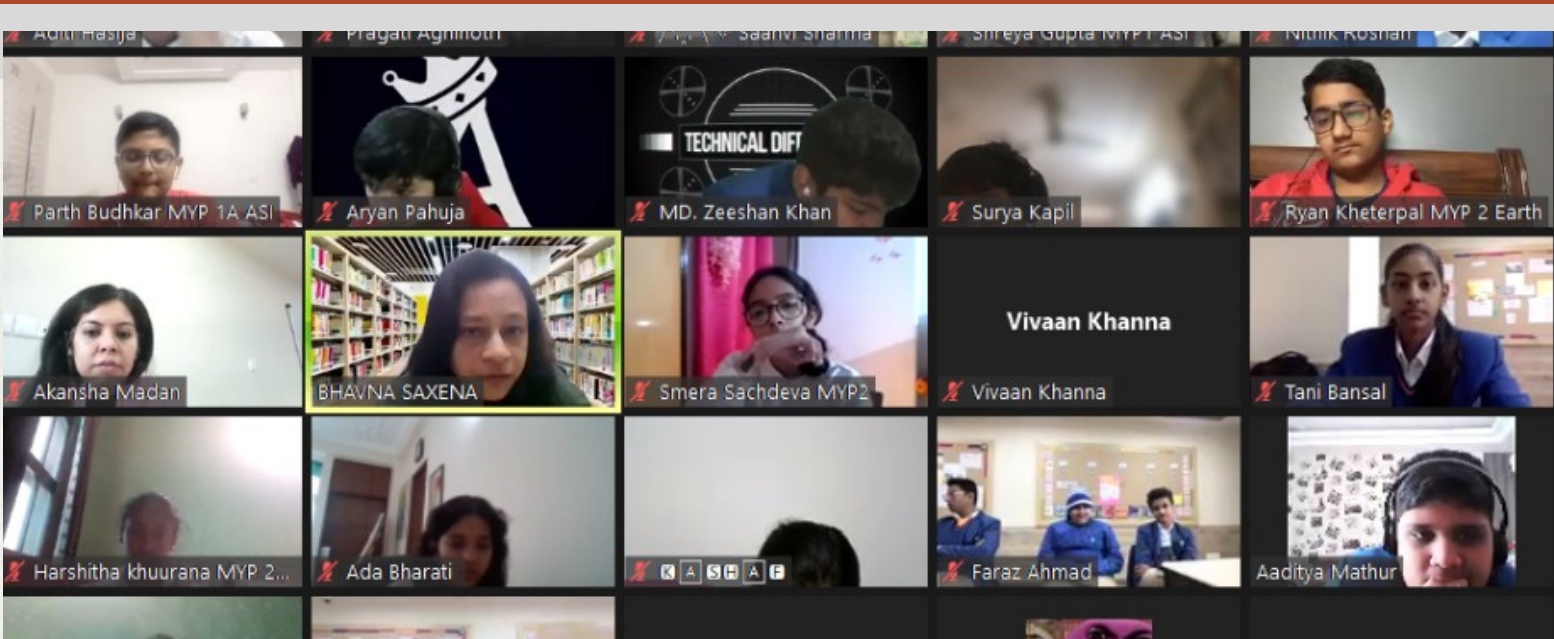 Aditi Hasija
Pragati Agnihotri
Saanvi Sharma
Shreya Gupta MYP1 ASI
Nithik Roshan
TECHNICAL DIFF
Parth Budhkar MYP 1A ASI
Aryan Pahuja
MD. Zeeshan Khan
Surya Kapil
Ryan Kheterpal MYP 2 Earth
Vivaan Khanna
Akansha Madan
BHAVNA SAXENA
Smera Sachdeva MYP2
Vivaan Khanna
Tani Bansal
Harshitha khuurana MYP 2...
Ada Bharati
KASHAF
Faraz Ahmad
Aaditya Mathur